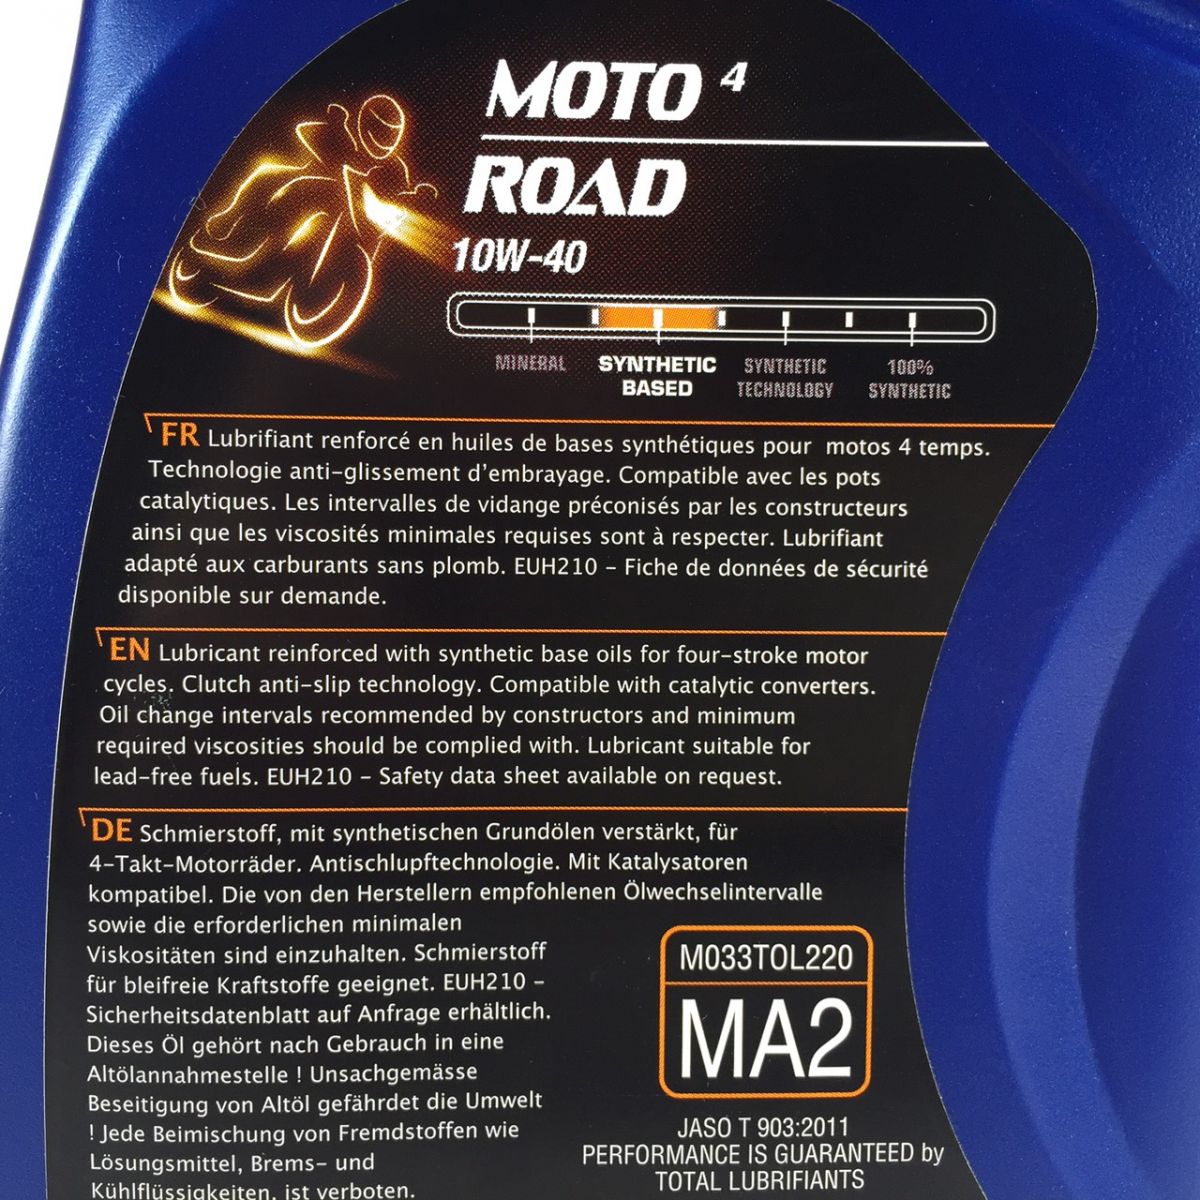 MOTO 4
ROAD
10W-40
MINERAL
SYNTHETIC
BASED
SYNTHETIC
TECHNOLOGY
100%
SYNTHETIC
FR Lubrifiant renforcé en huiles de bases synthétiques pour motos 4 temps.
Technologie anti-glissement d'embrayage. Compatible avec les pots
catalytiques. Les intervalles de vidange préconisés par les constructeurs
ainsi que les viscosités minimales requises sont à respecter. Lubrifiant
adapté aux carburants sans plomb. EUH210 – Fiche de données de sécurité
disponible sur demande.
EN Lubricant reinforced with synthetic base oils for four-stroke motor
cycles. Clutch anti-slip technology. Compatible with catalytic converters.
Oil change intervals recommended by constructors and minimum
required viscosities should be complied with. Lubricant suitable for
lead-free fuels. EUH210 – Safety data sheet available on request.
DE Schmierstoff, mit synthetischen Grundölen verstärkt, für
4-Takt-Motorräder. Antischlupftechnologie. Mit Katalysatoren
kompatibel. Die von den Herstellern empfohlenen Ölwechselintervalle
sowie die erforderlichen minimalen
Viskositäten sind einzuhalten. Schmierstoff
für bleifreie Kraftstoffe geeignet. EUH210 –
Sicherheitsdatenblatt auf Anfrage erhältlich.
Dieses Öl gehört nach Gebrauch in eine
Altölannahmestelle ! Unsachgemässe
Beseitigung von Altöl gefährdet die Umwelt
! Jede Beimischung von Fremdstoffen wie
Lösungsmittel, Brems- und
Kühlflüssigkeiten, ist verboten.
M033TOL220
MA2
JASO T 903:2011
PERFORMANCE IS GUARANTEED by
TOTAL LUBRIFIANTS